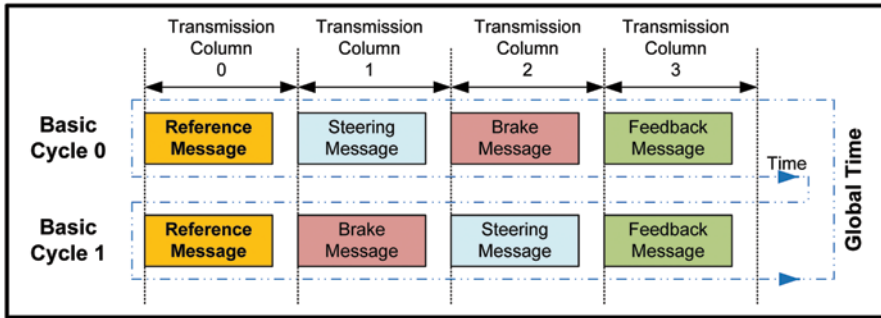 Transmission Column 0
Transmission Column 1
Transmission Column 2
Transmission Column 3
Basic Cycle 0
Reference Message
Steering Message
Brake Message
Feedback Message
Time
Basic Cycle 1
Reference Message
Brake Message
Steering Message
Feedback Message
Global Time